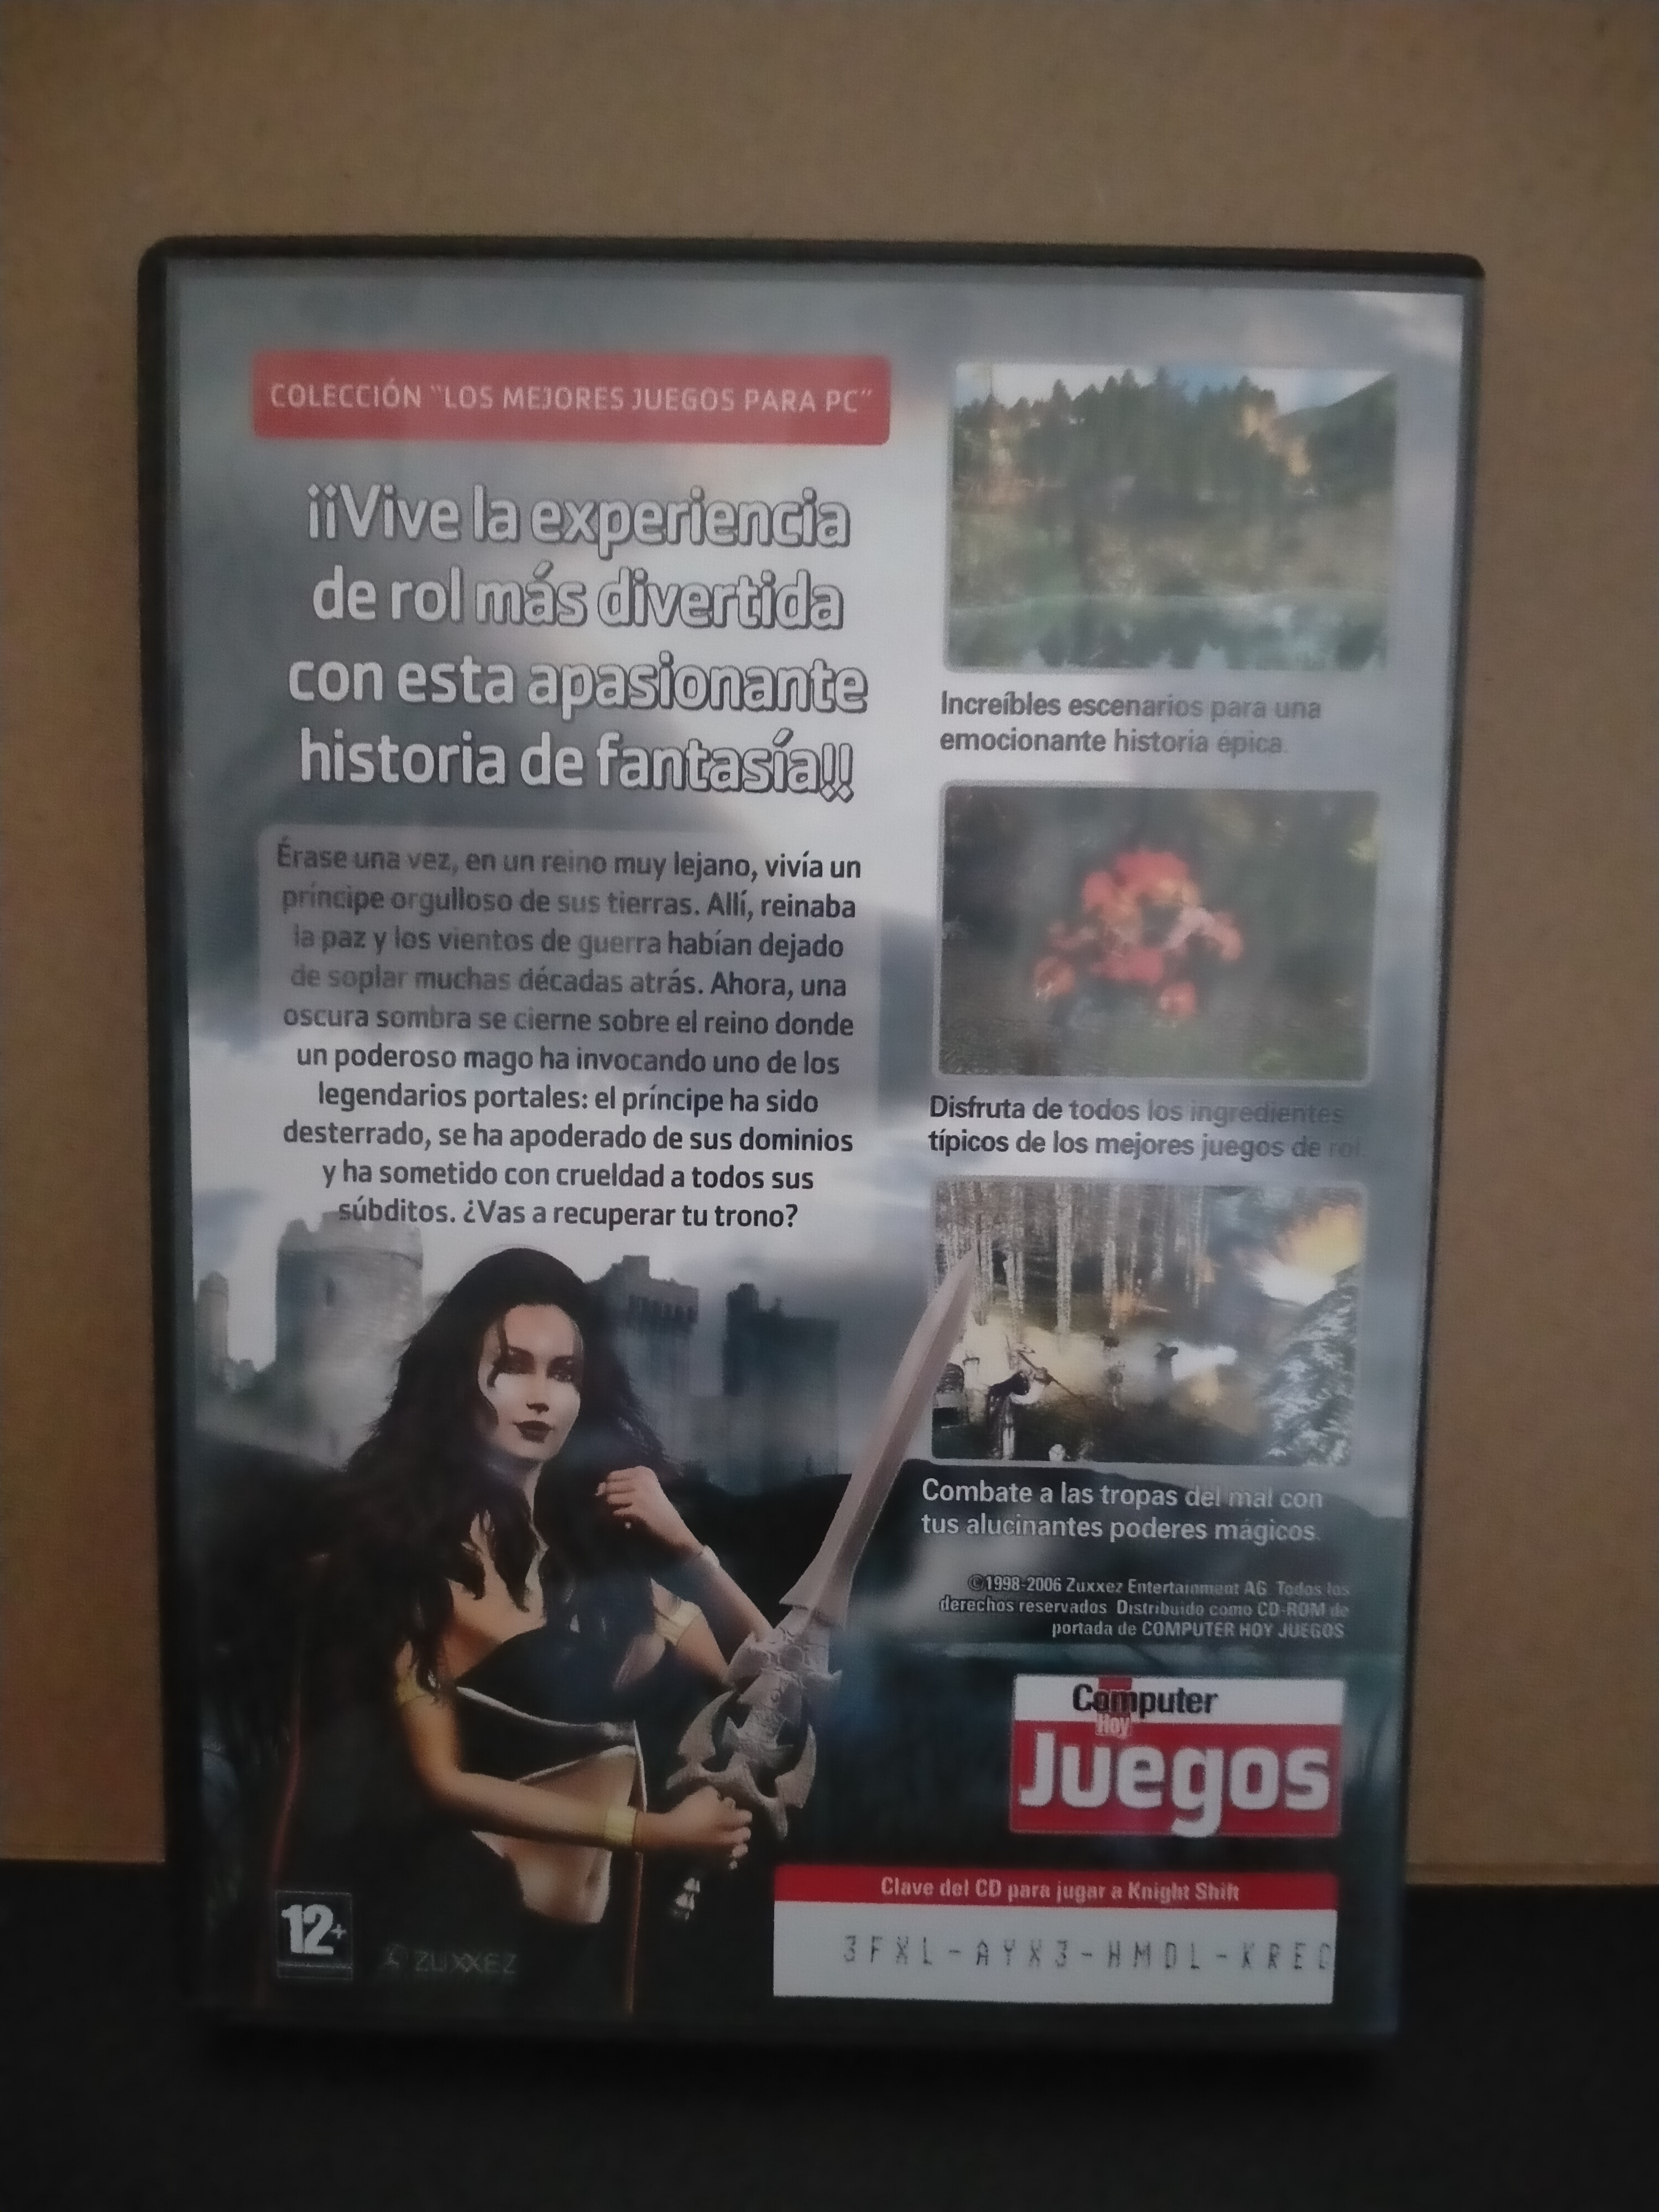 COLECCIÓN "LOS MEJORES JUEGOS PARA PC"
¡¡Vive la experiencia
de rol más divertida
con esta apasionante
historia de fantasía!!
Érase una vez, en un reino muy lejano, vivía un
príncipe orgulloso de sus tierras. Allí, reinaba
la paz y los vientos de guerra habían dejado
de soplar muchas décadas atrás. Ahora, una
oscura sombra se cierne sobre el reino donde
un poderoso mago ha invocando uno de los
legendarios portales: el príncipe ha sido
desterrado, se ha apoderado de sus dominios
y ha sometido con crueldad a todos sus
súbditos. ¿Vas a recuperar tu trono?
Increíbles escenarios para una
emocionante historia épica.
Disfruta de todos los ingredientes
típicos de los mejores juegos de rol.
Combate a las tropas del mal con
tus alucinantes poderes mágicos.
©1998-2006 Zuxxez Entertainment AG. Todos los
derechos reservados. Distribuido como CD-ROM de
portada de COMPUTER HOY JUEGOS
Computer
Hoy
Juegos
Clave del CD para jugar a Knight Shift
3FXL-AYX3-HMDL-KREC
12+
ZUXXEZ